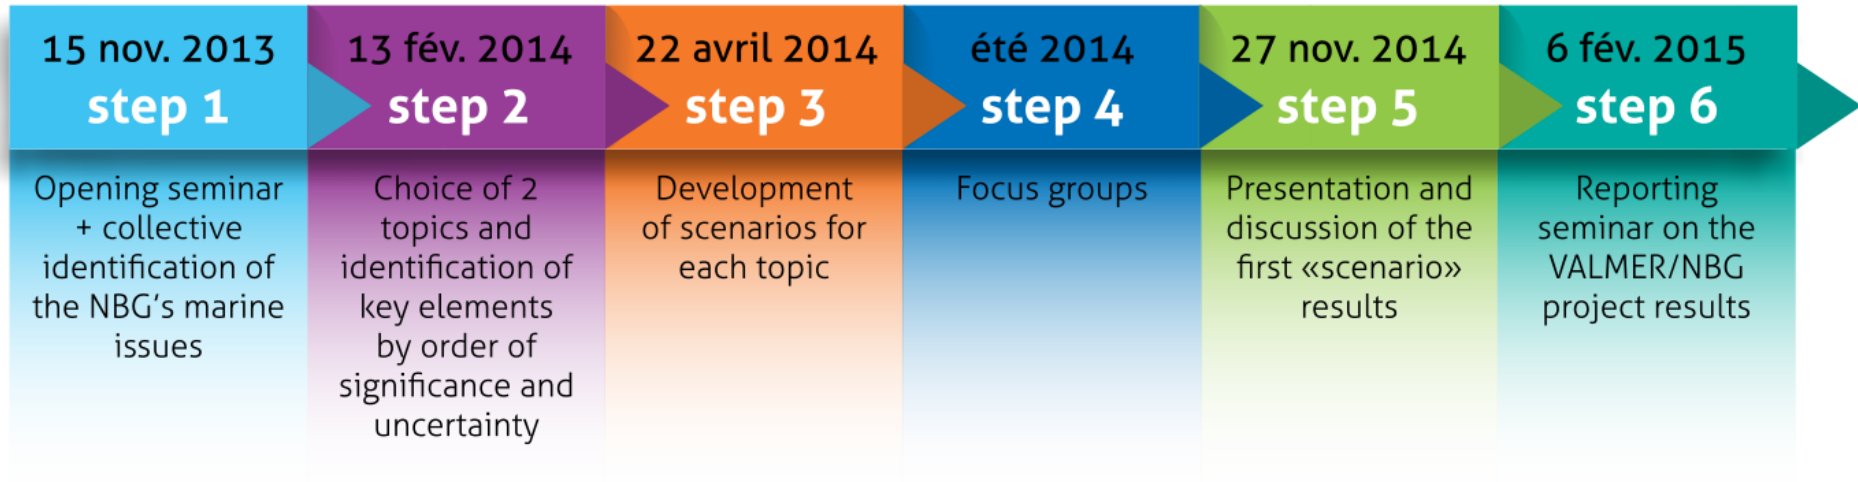 15 nov. 2013
step 1
Opening seminar
+ collective
identification of
the NBG's marine
issues
13 fév. 2014
step 2
Choice of 2
topics and
identification of
key elements
by order of
significance and
uncertainty
22 avril 2014
step 3
Development
of scenarios for
each topic
été 2014
step 4
Focus groups
27 nov. 2014
step 5
Presentation and
discussion of the
first «scenario»
results
6 fév. 2015
step 6
Reporting
seminar on the
VALMER/NBG
project results